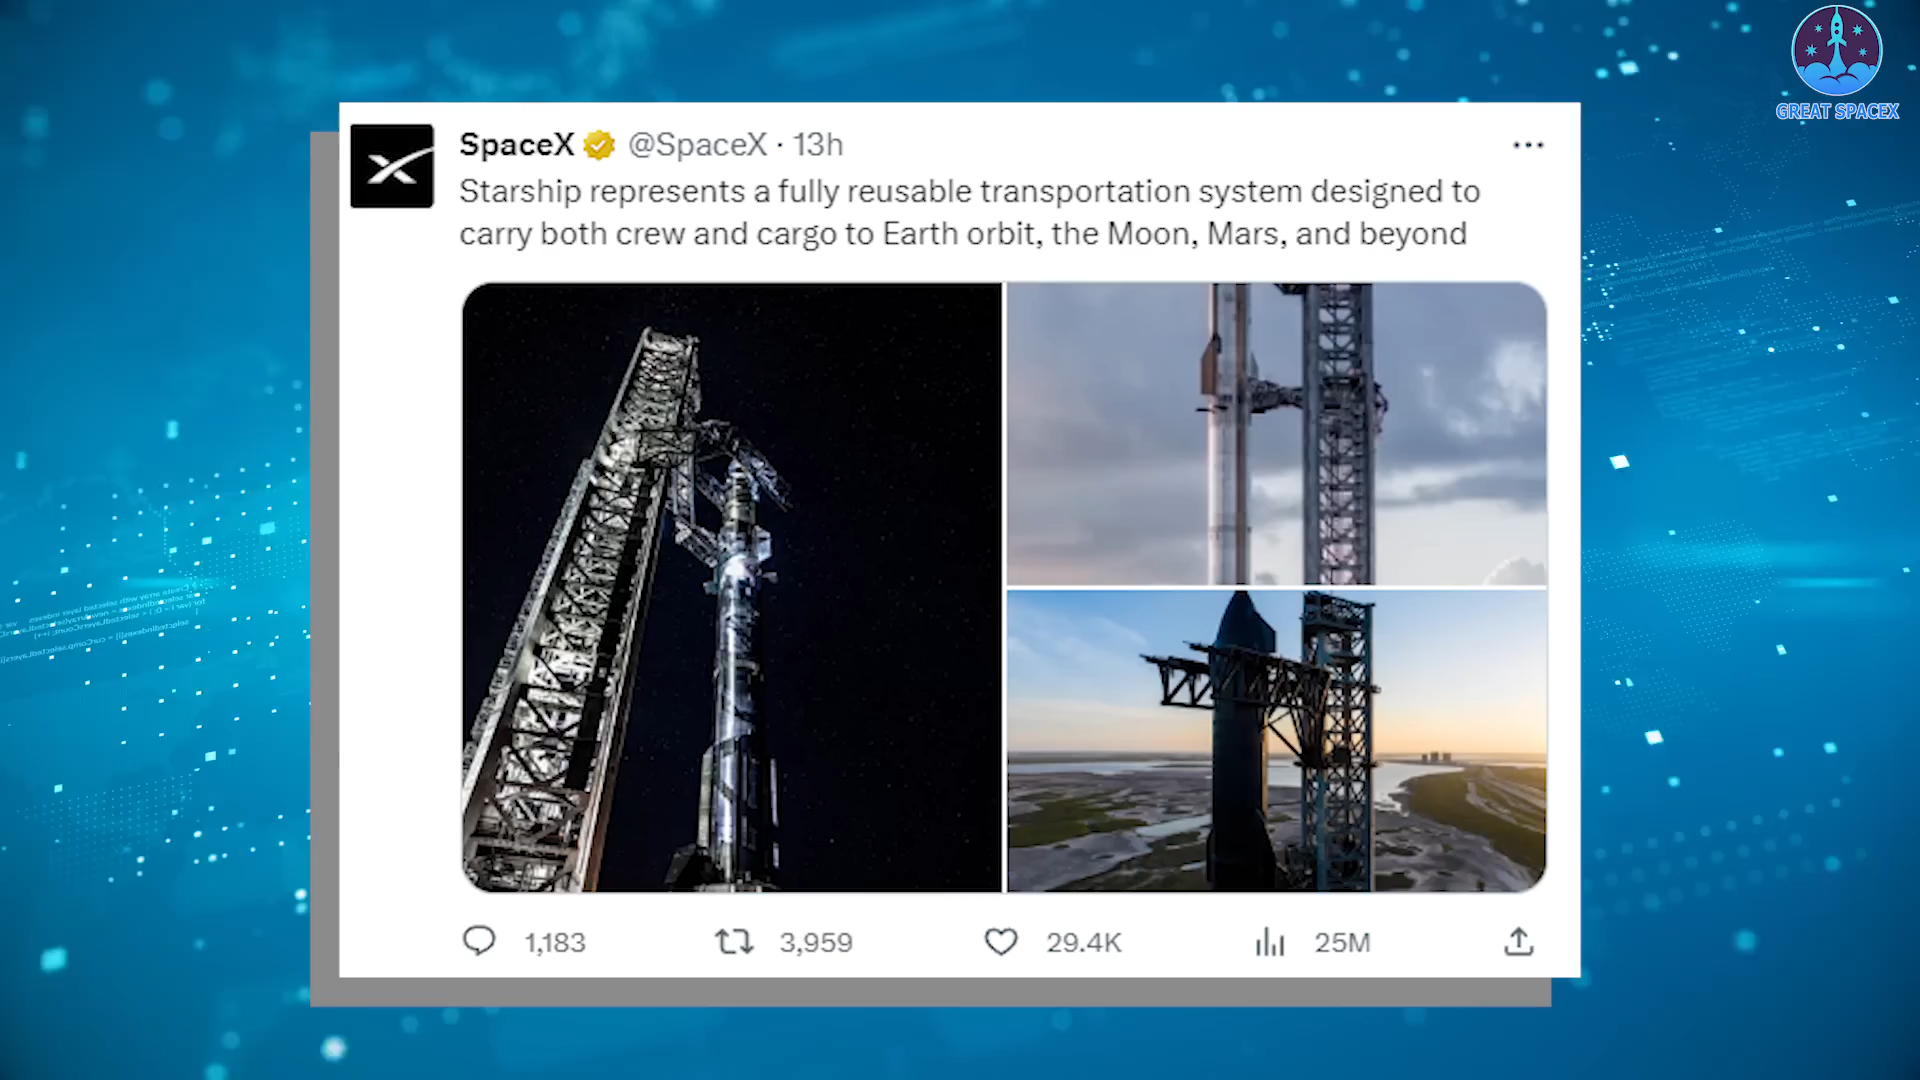 GREAT SPACEX
SpaceX @SpaceX · 13h
Starship represents a fully reusable transportation system designed to
carry both crew and cargo to Earth orbit, the Moon, Mars, and beyond
1,183 3,959 29.4K 25M